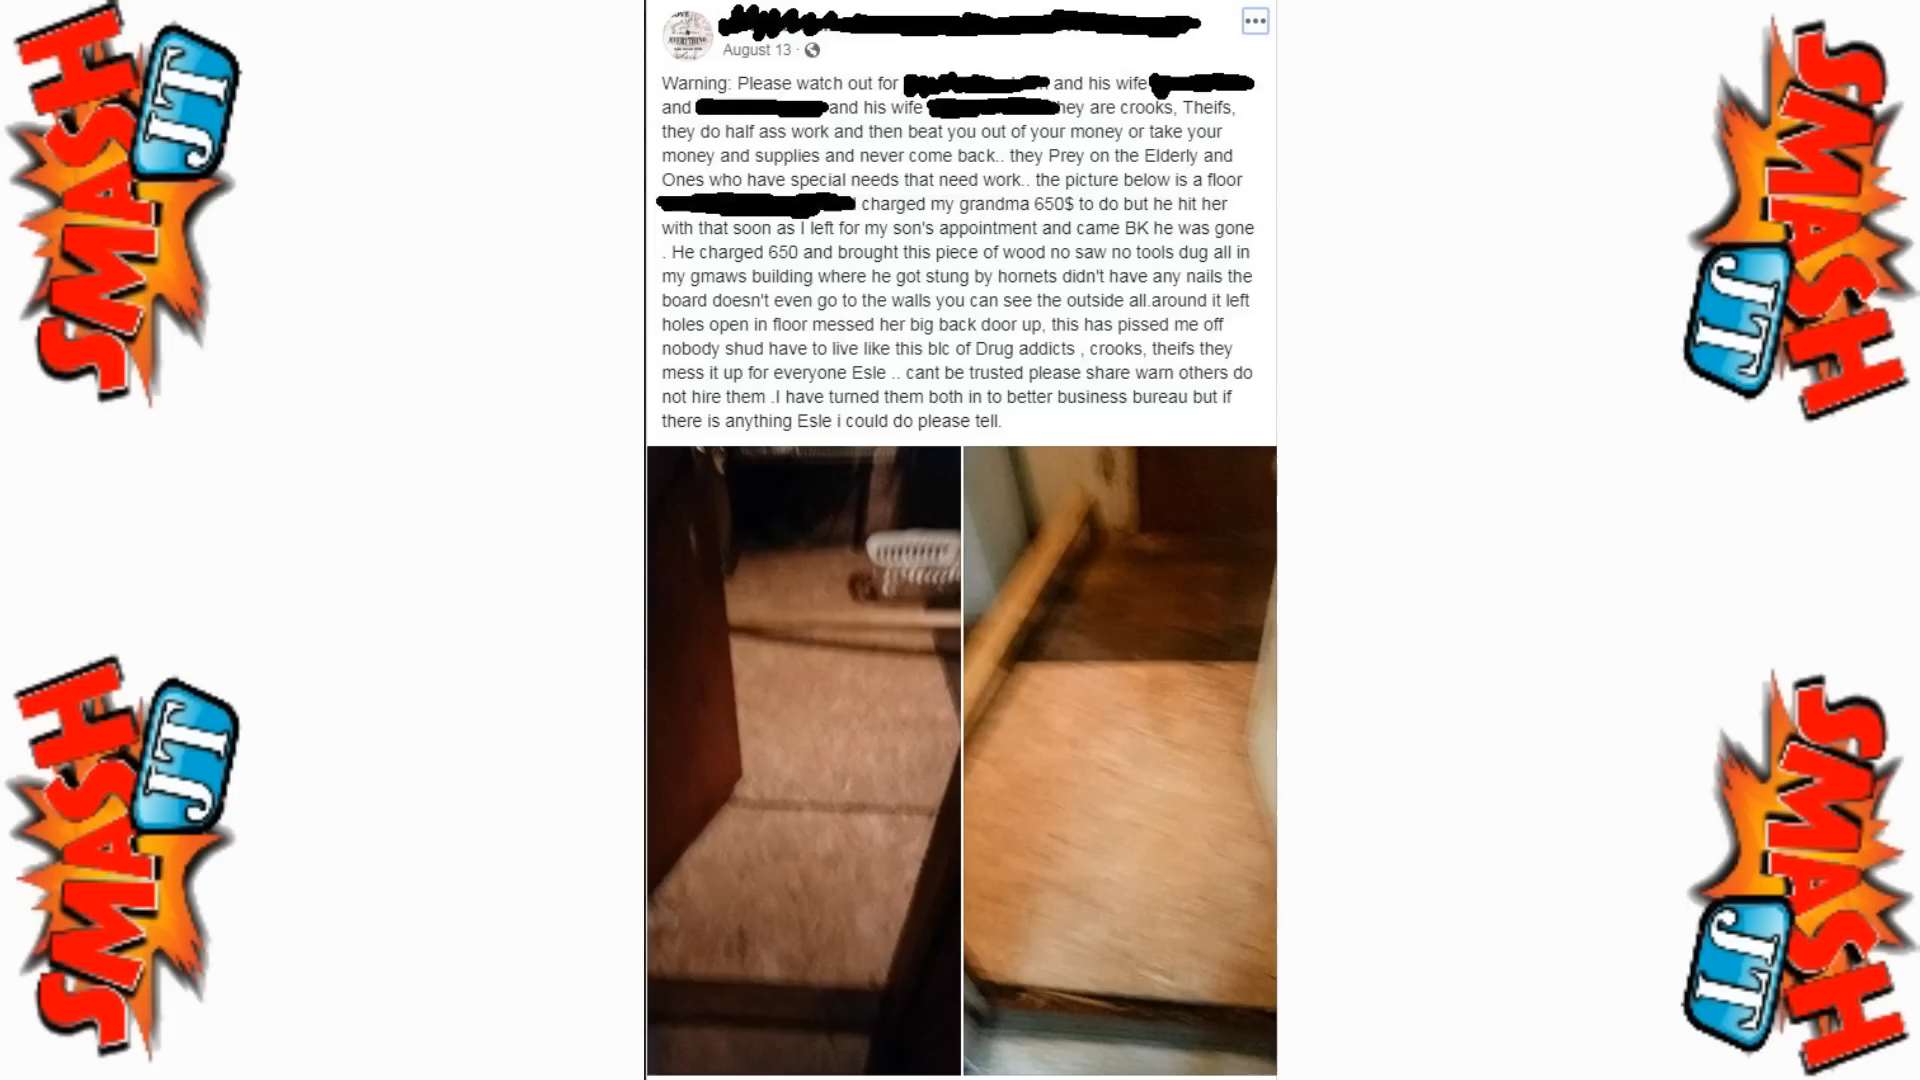 August 13
Warning: Please watch out for and his wife
and and his wife hey are crooks, Theifs,
they do half ass work and then beat you out of your money or take your
money and supplies and never come back.. they Prey on the Elderly and
Ones who have special needs that need work.. the picture below is a floor
charged my grandma 650$ to do but he hit her
with that soon as I left for my son's appointment and came BK he was gone
. He charged 650 and brought this piece of wood no saw no tools dug all in
my gmaws building where he got stung by hornets didn't have any nails the
board doesn't even go to the walls you can see the outside all.around it left
holes open in floor messed her big back door up, this has pissed me off
nobody shud have to live like this blc of Drug addicts , crooks, theifs they
mess it up for everyone Esle .. cant be trusted please share warn others do
not hire them .I have turned them both in to better business bureau but if
there is anything Esle i could do please tell.
SMASH
JT
SMASH
JT
SMASH
JT
SMASH
JT